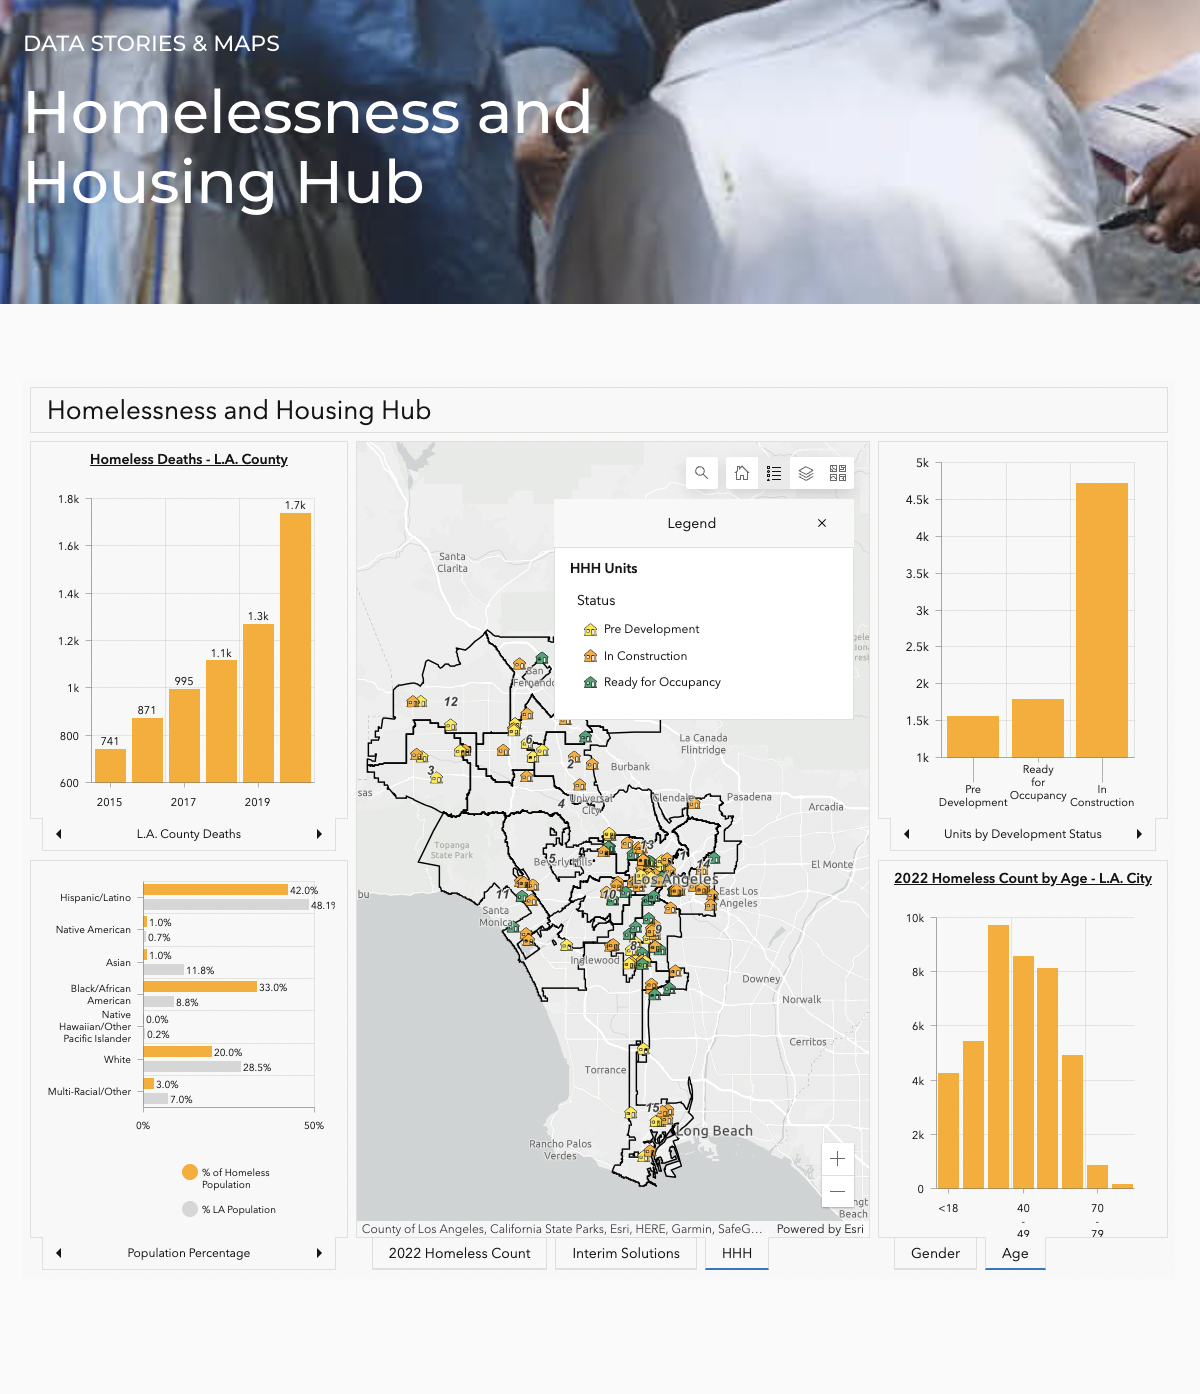 DATA STORIES & MAPS
Homelessness and
Housing Hub
Homelessness and Housing Hub
Homeless Deaths - L.A. County
1.8k
1.6k
1.4k
1.2k
1k
800
600
741
871
995
1.1k
1.3k
1.7k
2015
2017
2019
L.A. County Deaths
Hispanic/Latino
42.0%
48.1%
Native American
1.0%
0.7%
Asian
1.0%
11.8%
Black/African
American
33.0%
8.8%
Native
Hawaiian/Other
Pacific Islander
0.0%
0.2%
White
20.0%
28.5%
Multi-Racial/Other
3.0%
7.0%
0%
50%
% of Homeless
Population
% LA Population
Population Percentage
Legend
HHH Units
Status
Pre Development
In Construction
Ready for Occupancy
Santa
Clarita
San
Fernando
12
6
3
2
La Canada
Flintridge
Burbank
4
Universal
City
Glendale
Pasadena
Arcadia
Topanga
State Park
5
Beverly Hills
13
1
14
El Monte
Los Angeles
East Los
Angeles
11
10
Santa
Monica
9
8
Inglewood
Downey
Norwalk
Cerritos
Torrance
15
Long Beach
Rancho Palos
Verdes
Beach
County of Los Angeles, California State Parks, Esri, HERE, Garmin, SafeG...
Powered by Esri
2022 Homeless Count
Interim Solutions
HHH
5k
4.5k
4k
3.5k
3k
2.5k
2k
1.5k
1k
Pre
Development
Ready
for
Occupancy
In
Construction
Units by Development Status
2022 Homeless Count by Age - L.A. City
10k
8k
6k
4k
2k
0
<18
40
-
49
70
-
79
Gender
Age